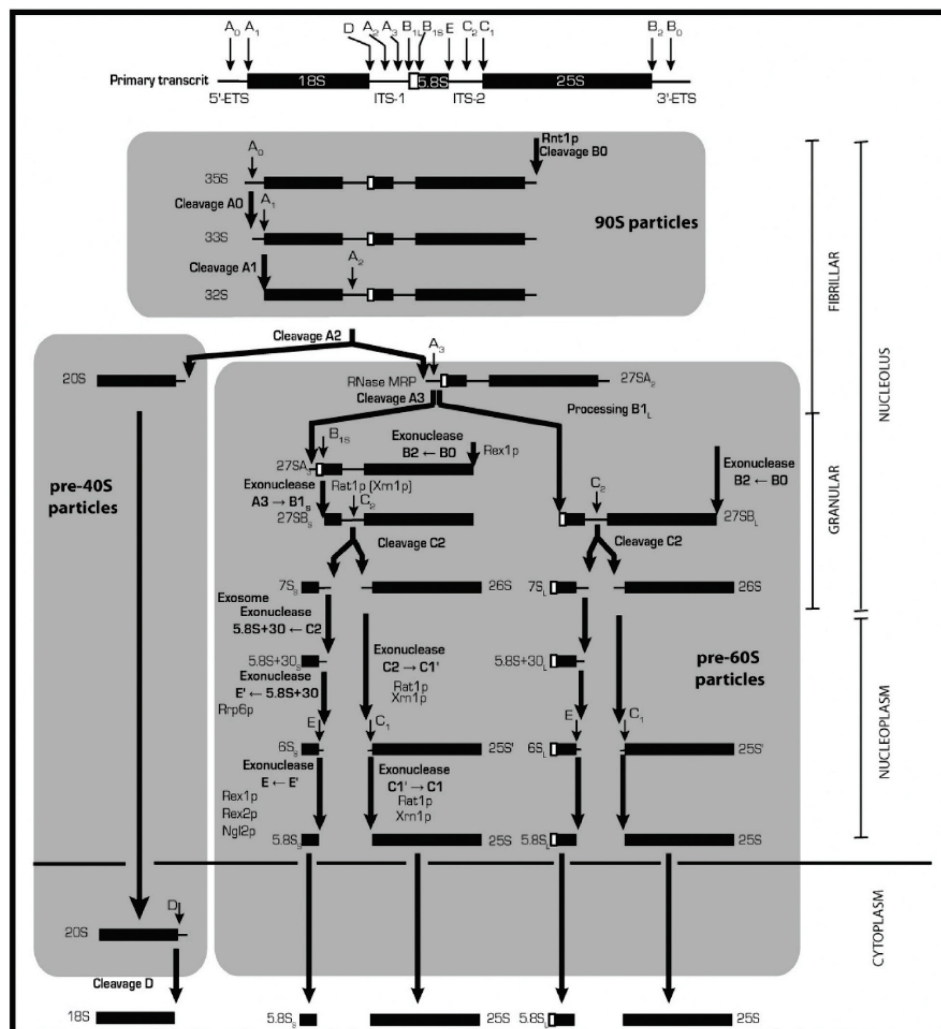 A0 A1 D A2 A3 B1L B1S E C2 C1 B2 B0
Primary transcrit 18S 5.8S 25S
5'-ETS ITS-1 ITS-2 3'-ETS
Rnt1p
Cleavage B0
A0
35S
Cleavage A0
A1
90S particles
33S
Cleavage A1
A2
32S
FIBRILLAR
NUCLEOLUS
Cleavage A2
A3
20S
RNase MRP
27SA2
Cleavage A3
Processing B1L
B1S
Exonuclease
B2 ← B0
Rex1p
Exonuclease
B2 ← B0
27SA3
Exonuclease
A3 → B1S
Rat1p [Xrn1p]
C2
C2
pre-40S
particles
27SBS
27SBL
GRANULAR
Cleavage C2
Cleavage C2
7SS 26S 7SL 26S
Exosome
Exonuclease
5.8S+30 ← C2
5.8S+30S
Exonuclease
C2 → C1'
Rat1p
Xrn1p
5.8S+30L
pre-60S
particles
Exonuclease
E' ← 5.8S+30
Rrp6p
NUCLEOPLASM
E C1 E C1
6SS 25S' 6SL 25S'
Exonuclease
E ← E'
Rex1p
Rex2p
Ngl2p
Exonuclease
C1' → C1
Rat1p
Xrn1p
5.8SS 25S 5.8SL 25S
CYTOPLASM
D
20S
Cleavage D
18S 5.8SS 25S 5.8SL 25S